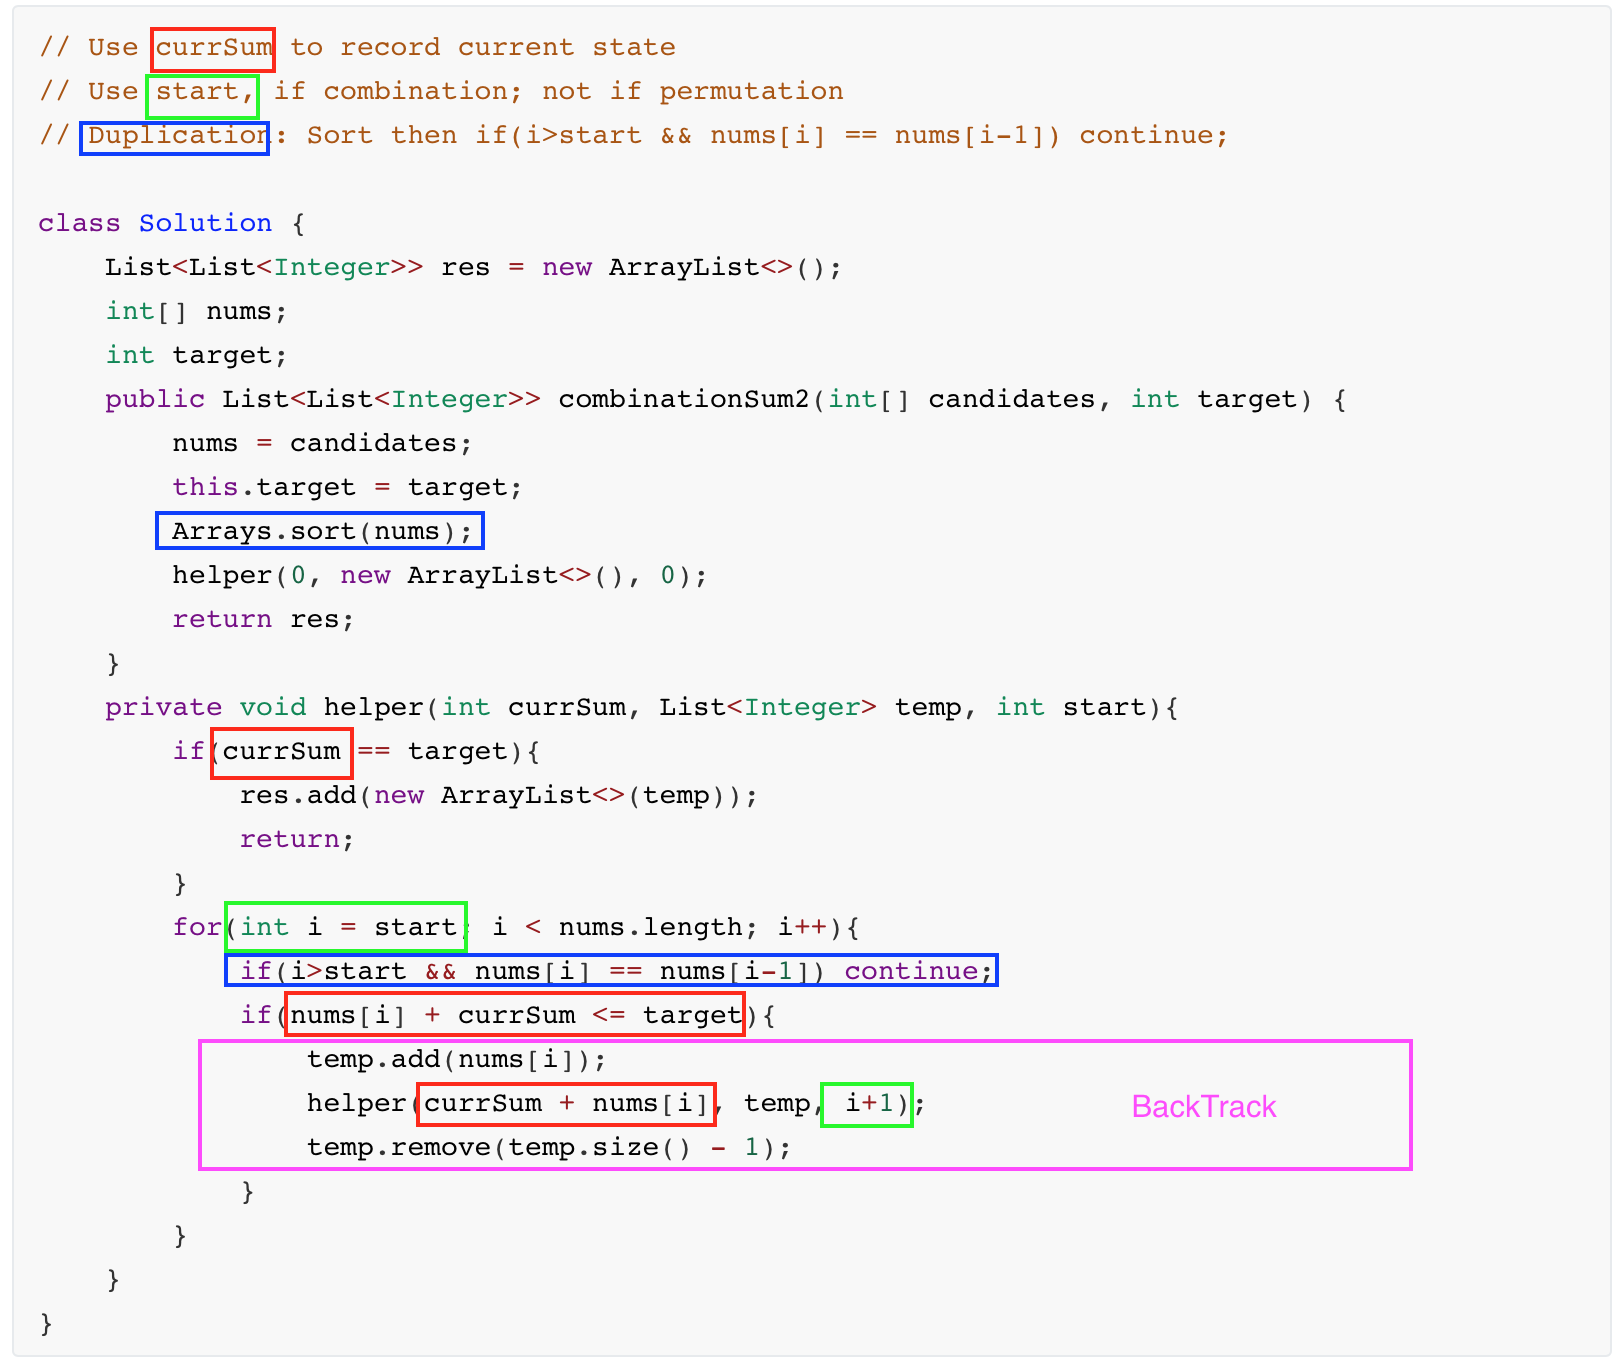 // Use currSum to record current state
// Use start, if combination; not if permutation
// Duplication: Sort then if(i>start && nums[i] == nums[i-1]) continue;
class Solution {
    List<List<Integer>> res = new ArrayList<>();
    int[] nums;
    int target;
    public List<List<Integer>> combinationSum2(int[] candidates, int target) {
        nums = candidates;
        this.target = target;
        Arrays.sort(nums);
        helper(0, new ArrayList<>(), 0);
        return res;
    }
    private void helper(int currSum, List<Integer> temp, int start){
        if(currSum == target){
            res.add(new ArrayList<>(temp));
            return;
        }
        for(int i = start; i < nums.length; i++){
            if(i>start && nums[i] == nums[i-1]) continue;
            if(nums[i] + currSum <= target){
                temp.add(nums[i]);
                helper(currSum + nums[i], temp, i+1); BackTrack
                temp.remove(temp.size() - 1);
            }
        }
    }
}